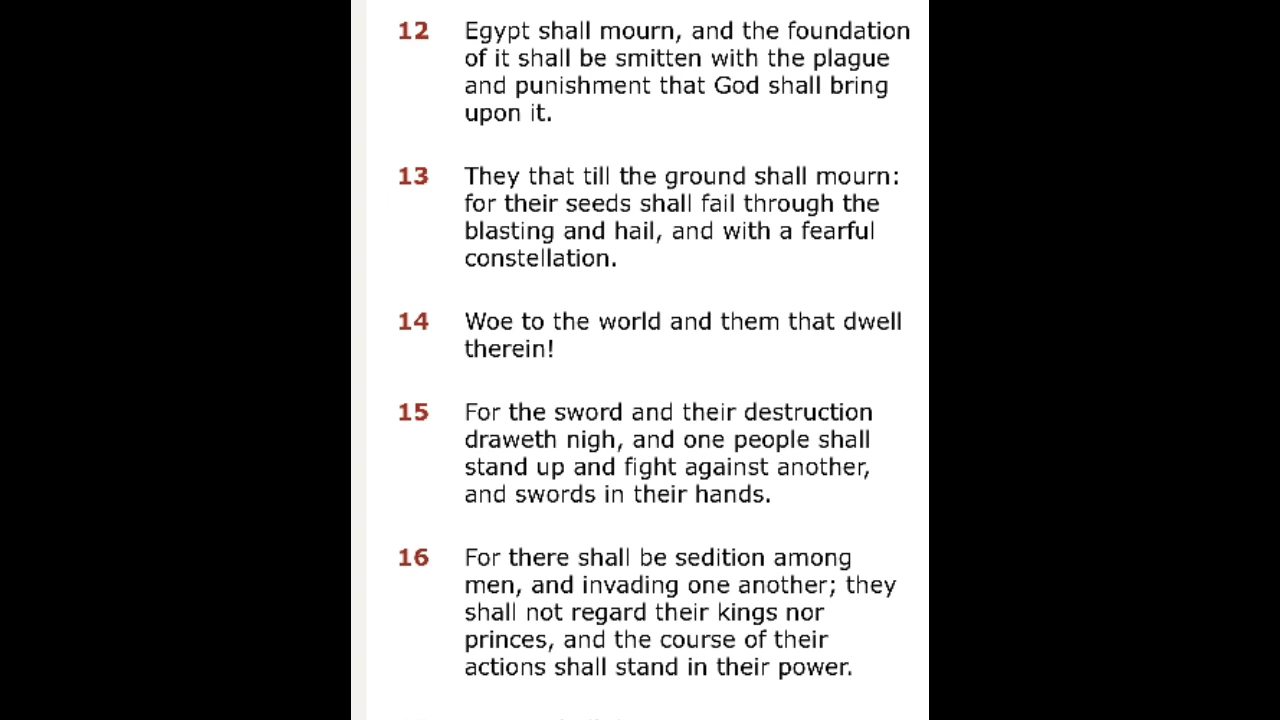 12 Egypt shall mourn, and the foundation
of it shall be smitten with the plague
and punishment that God shall bring
upon it.
13 They that till the ground shall mourn:
for their seeds shall fail through the
blasting and hail, and with a fearful
constellation.
14 Woe to the world and them that dwell
therein!
15 For the sword and their destruction
draweth nigh, and one people shall
stand up and fight against another,
and swords in their hands.
16 For there shall be sedition among
men, and invading one another; they
shall not regard their kings nor
princes, and the course of their
actions shall stand in their power.